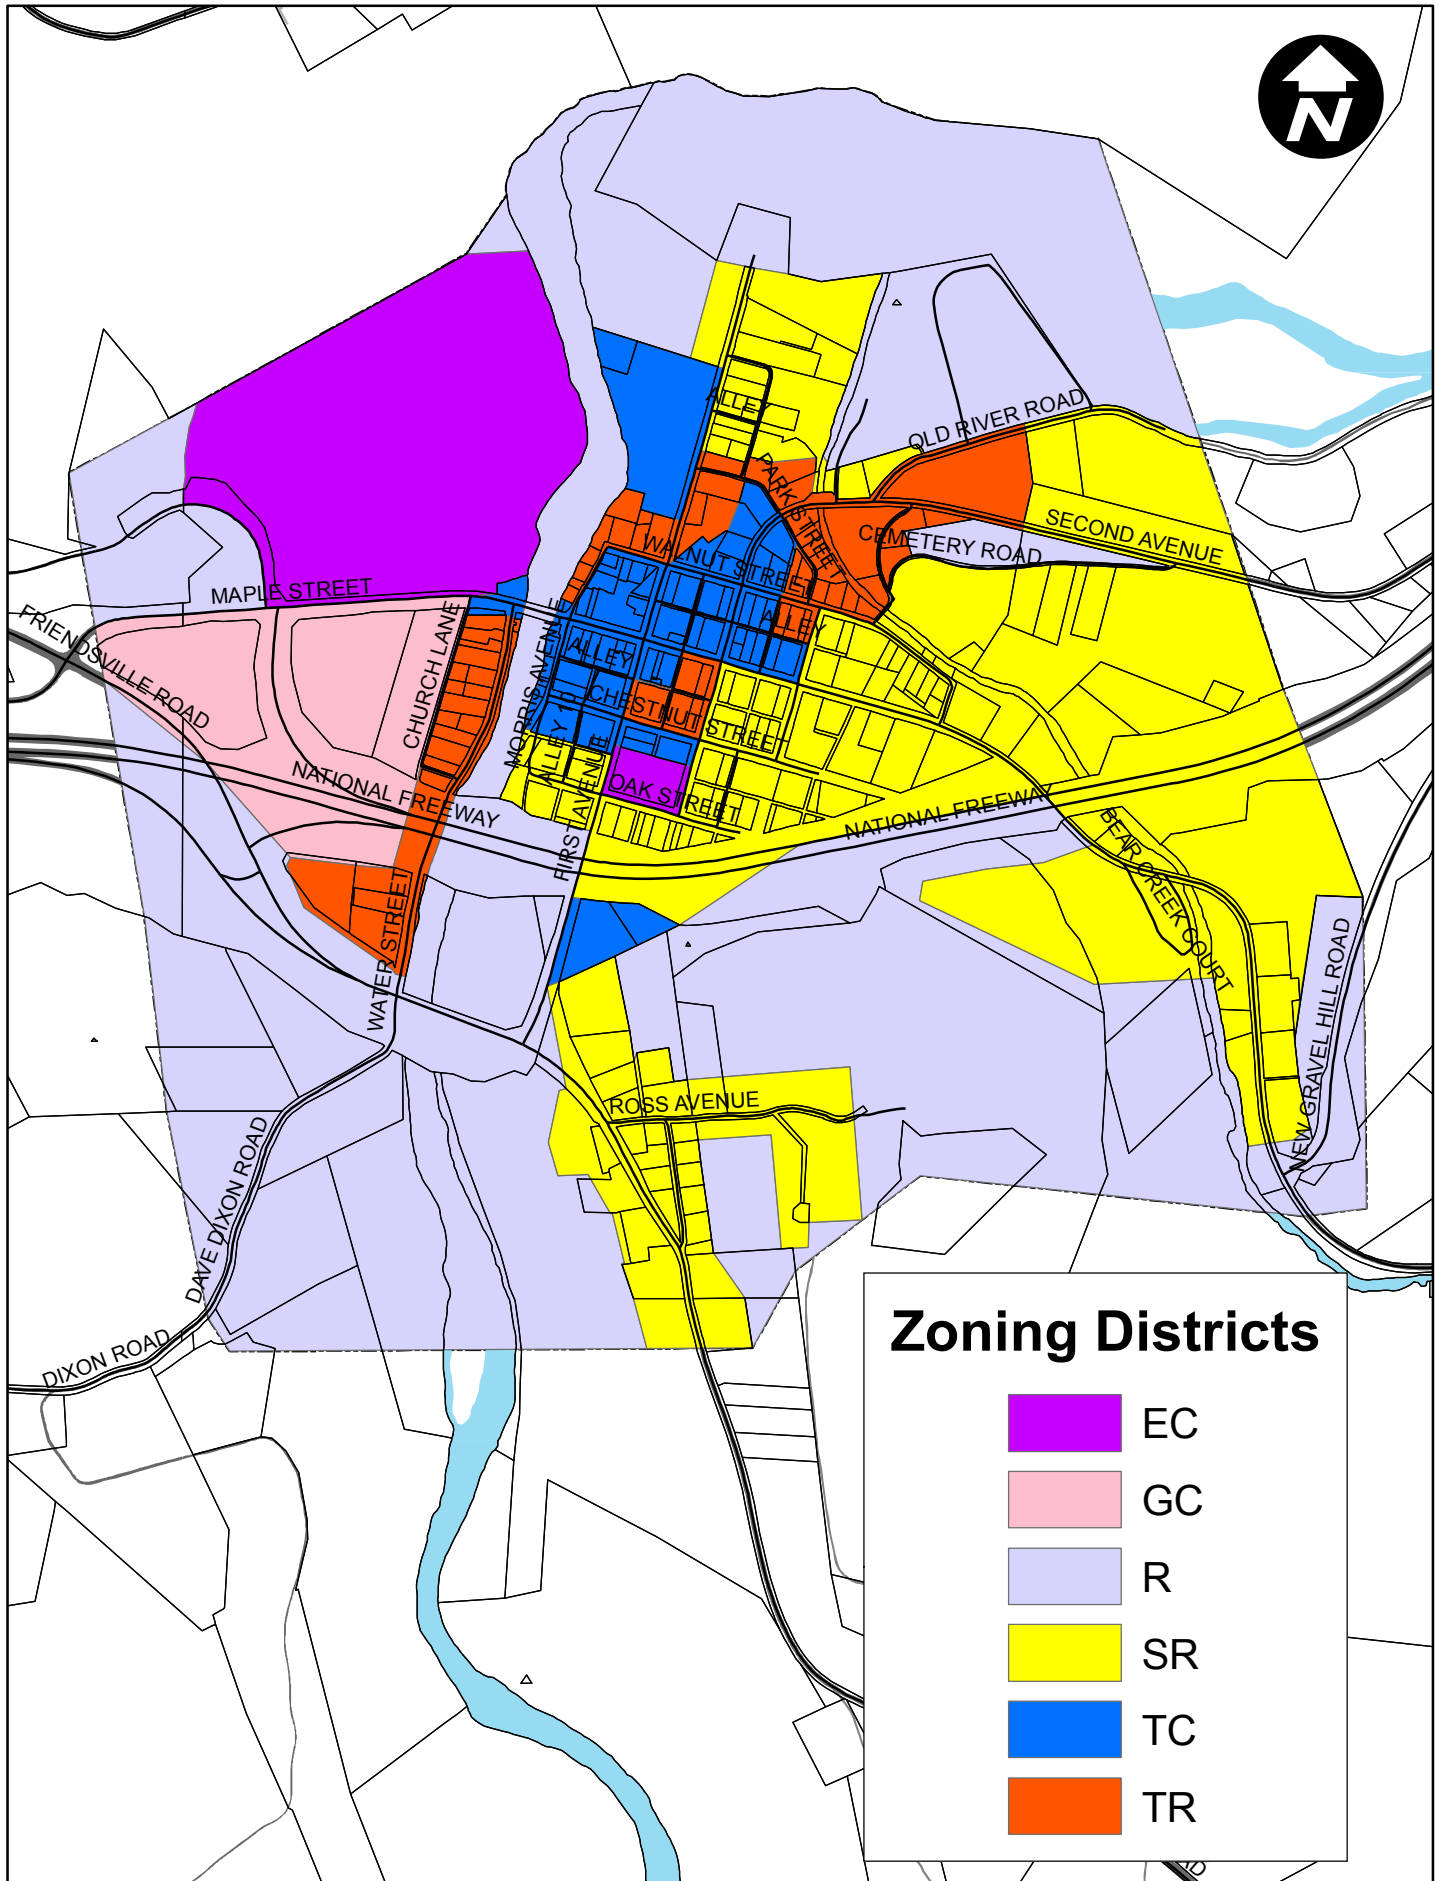 N
ALLEY
OLD RIVER ROAD
PARK STREET
SECOND AVENUE
CEMETERY ROAD
WALNUT STREET
MAPLE STREET
FRIENDSVILLE ROAD
CHURCH LANE
MORRIS AVENUE
ALLEY
ALLEY
ALLEY 10
CHESTNUT STREET
FIRST AVENUE
OAK STREET
NATIONAL FREEWAY
NATIONAL FREEWAY
BEAR CREEK COURT
WATER STREET
NEW GRAVEL HILL ROAD
ROSS AVENUE
DAVE DIXON ROAD
DIXON ROAD
Zoning Districts
EC
GC
R
SR
TC
TR